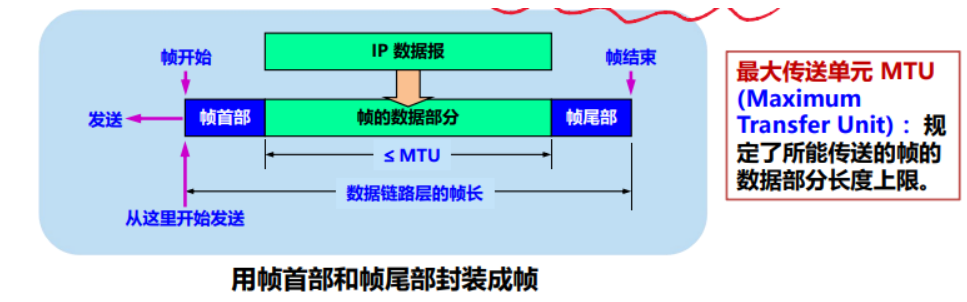 IP 数据报
帧开始
帧结束
发送
帧首部
帧的数据部分
帧尾部
≤ MTU
数据链路层的帧长
从这里开始发送
最大传送单元 MTU
(Maximum
Transfer Unit) ：规
定了所能传送的帧的
数据部分长度上限。
用帧首部和帧尾部封装成帧